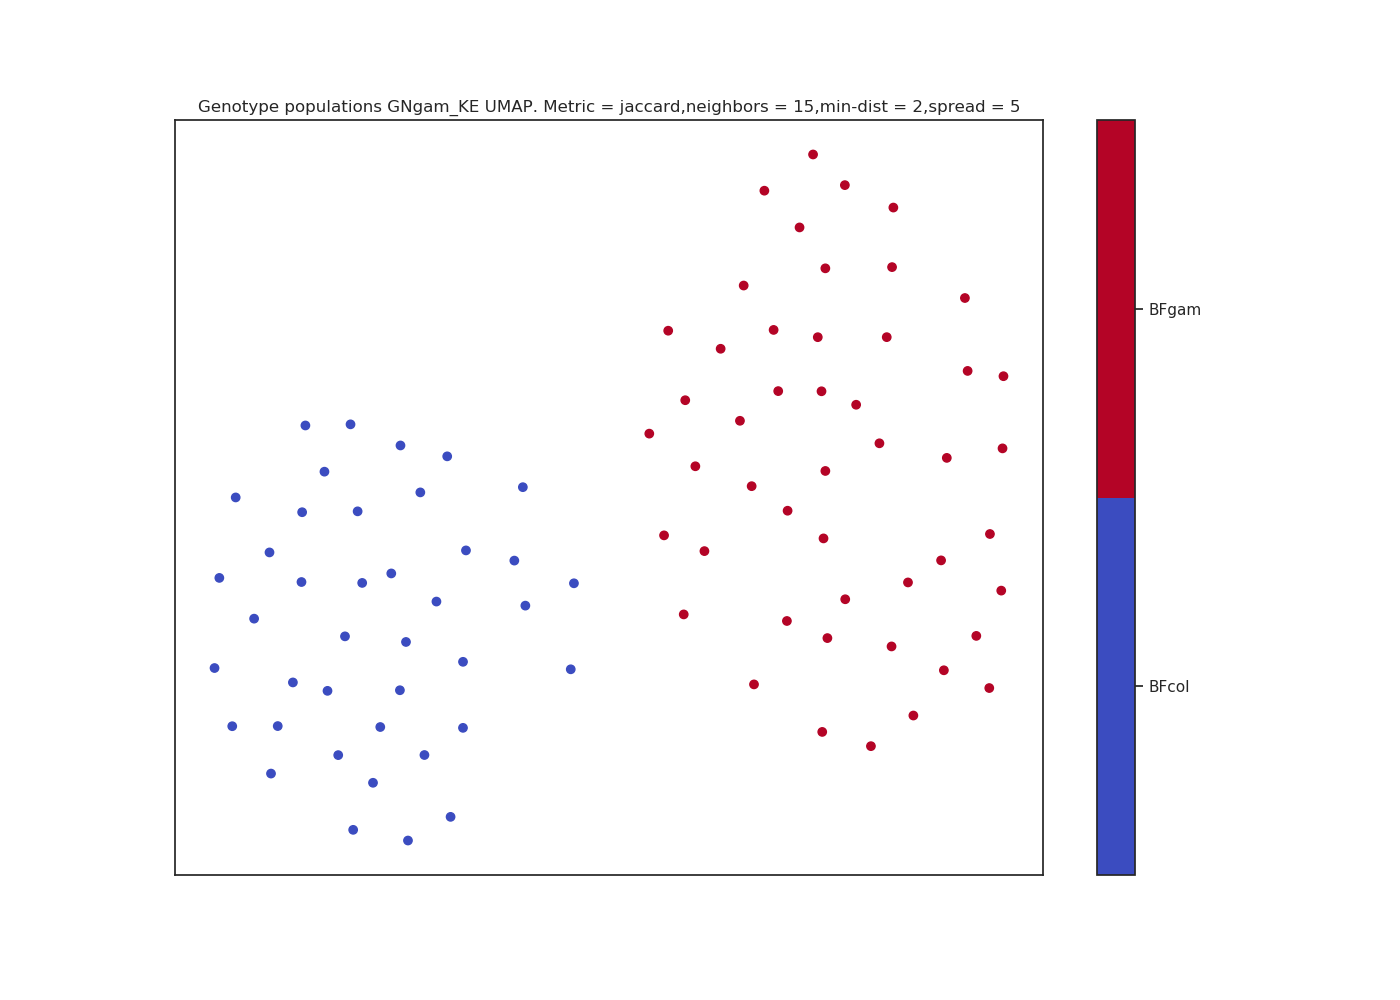 Genotype populations GNgam_KE UMAP. Metric = jaccard,neighbors = 15,min-dist = 2,spread = 5
BFgam
BFcol